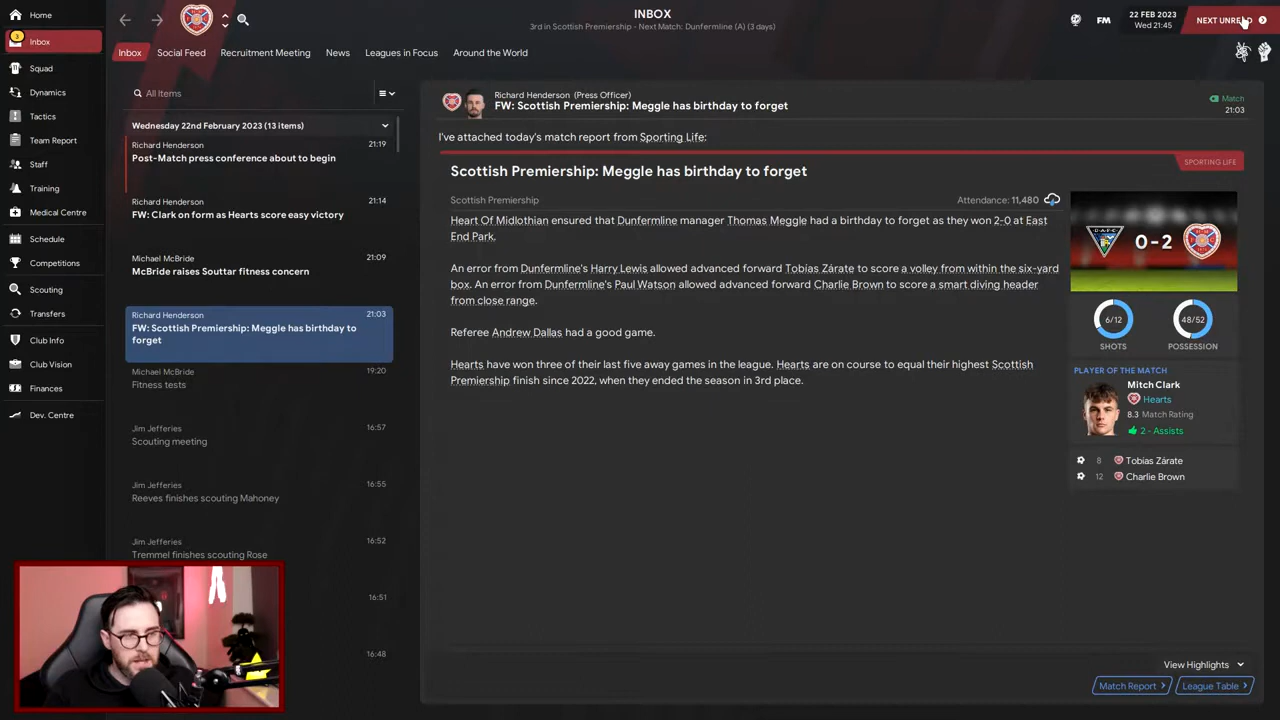 Home
INBOX
3rd in Scottish Premiership - Next Match: Dunfermline (A) (3 days)
FM
22 FEB 2023
Wed 21:45
NEXT UNRE D
3
Inbox
Inbox
Social Feed
Recruitment Meeting
News
Leagues in Focus
Around the World
Squad
Dynamics
Tactics
Team Report
Staff
Training
Medical Centre
Schedule
Competitions
Scouting
Transfers
Club Info
Club Vision
Finances
Dev. Centre
All Items
Wednesday 22nd February 2023 (13 items)
Richard Henderson 21:19
Post-Match press conference about to begin
Richard Henderson 21:14
FW: Clark on form as Hearts score easy victory
Michael McBride 21:09
McBride raises Souttar fitness concern
Richard Henderson 21:03
FW: Scottish Premiership: Meggle has birthday to
forget
Michael McBride 19:20
Fitness tests
Jim Jefferies 16:57
Scouting meeting
Jim Jefferies 16:55
Reeves finishes scouting Mahoney
Jim Jefferies 16:52
Tremmel finishes scouting Rose
16:51
16:48
Richard Henderson (Press Officer)
FW: Scottish Premiership: Meggle has birthday to forget
Match
21:03
I've attached today's match report from Sporting Life:
SPORTING LIFE
Scottish Premiership: Meggle has birthday to forget
Scottish Premiership
Attendance: 11,480
Heart Of Midlothian ensured that Dunfermline manager Thomas Meggle had a birthday to forget as they won 2-0 at East
End Park.
An error from Dunfermline's Harry Lewis allowed advanced forward Tobias Zárate to score a volley from within the six-yard
box. An error from Dunfermline's Paul Watson allowed advanced forward Charlie Brown to score a smart diving header
from close range.
Referee Andrew Dallas had a good game.
Hearts have won three of their last five away games in the league. Hearts are on course to equal their highest Scottish
Premiership finish since 2022, when they ended the season in 3rd place.
D.A.F.C.
0 - 2
6/12
SHOTS
48/52
POSSESSION
PLAYER OF THE MATCH
Mitch Clark
Hearts
8.3 Match Rating
2 - Assists
8 Tobias Zárate
12 Charlie Brown
View Highlights
Match Report
League Table